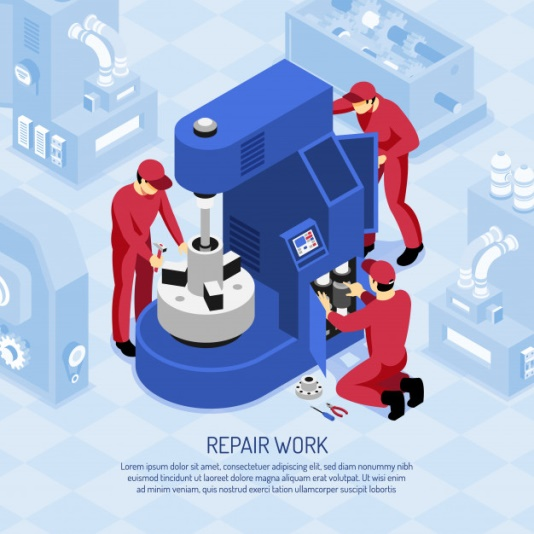 REPAIR WORK
Lorem ipsum dolor sit amet, consectetuer adipiscing elit, sed diam nonummy nibh
euismod tincidunt ut laoreet dolore magna aliquam erat volutpat. Ut wisi enim
ad minim veniam, quis nostrud exerci tation ullamcorper suscipit lobortis